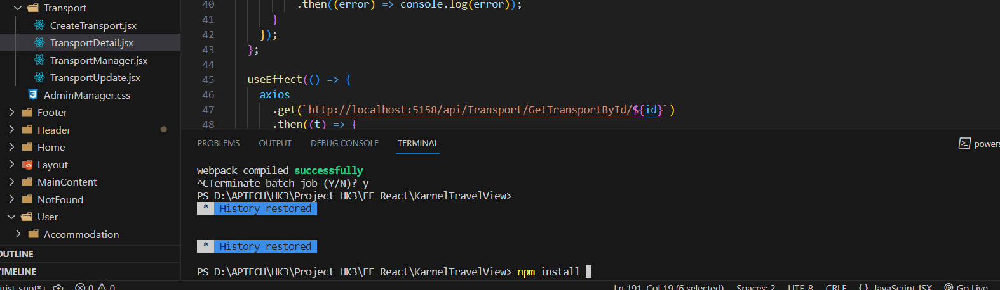 Transport
CreateTransport.jsx
TransportDetail.jsx
TransportManager.jsx
TransportUpdate.jsx
AdminManager.css
Footer
Header
Home
Layout
MainContent
NotFound
User
Accommodation
OUTLINE
TIMELINE
40 .then((error) => console.log(error));
41 }
42 });
43 };
44
45 useEffect(() => {
46 axios
47 .get(`http://localhost:5158/api/Transport/GetTransportById/${id}`)
48 .then((t) => {
PROBLEMS OUTPUT DEBUG CONSOLE TERMINAL powers
webpack compiled successfully
^CTerminate batch job (Y/N)? y
PS D:\APTECH\HK3\Project HK3\FE React\KarnelTravelView>
* History restored
* History restored
PS D:\APTECH\HK3\Project HK3\FE React\KarnelTravelView> npm install
urist-spot*+ 0 0 Ln 191, Col 19 (6 selected) Spaces: 2 UTF-8 CRLF {} JavaScript JSX Go Live